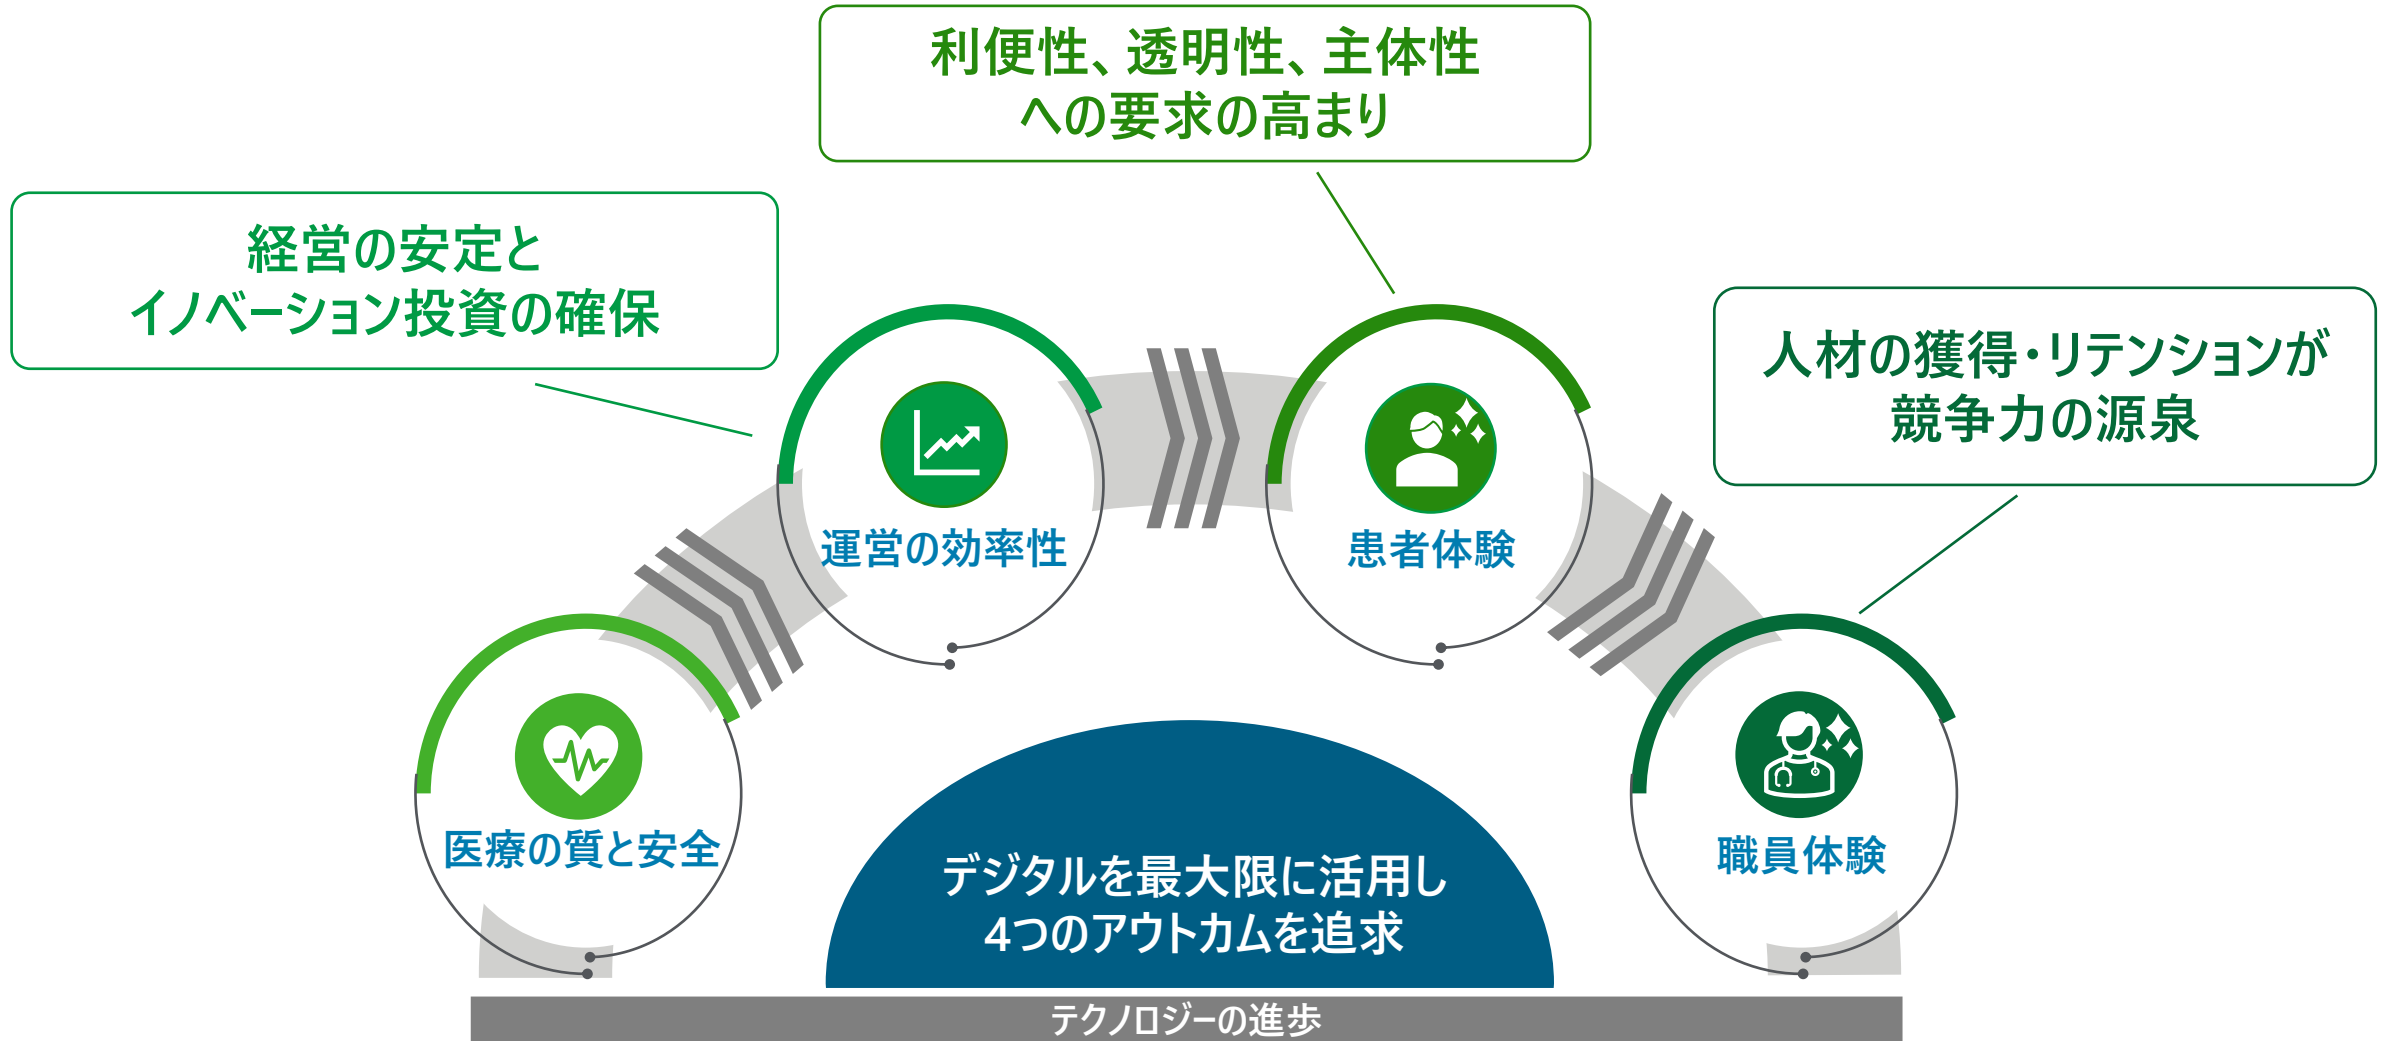 利便性、透明性、主体性
への要求の高まり
経営の安定と
イノベーション投資の確保
人材の獲得・リテンションが
競争力の源泉
運営の効率性
患者体験
医療の質と安全
職員体験
デジタルを最大限に活用し
4つのアウトカムを追求
テクノロジーの進歩